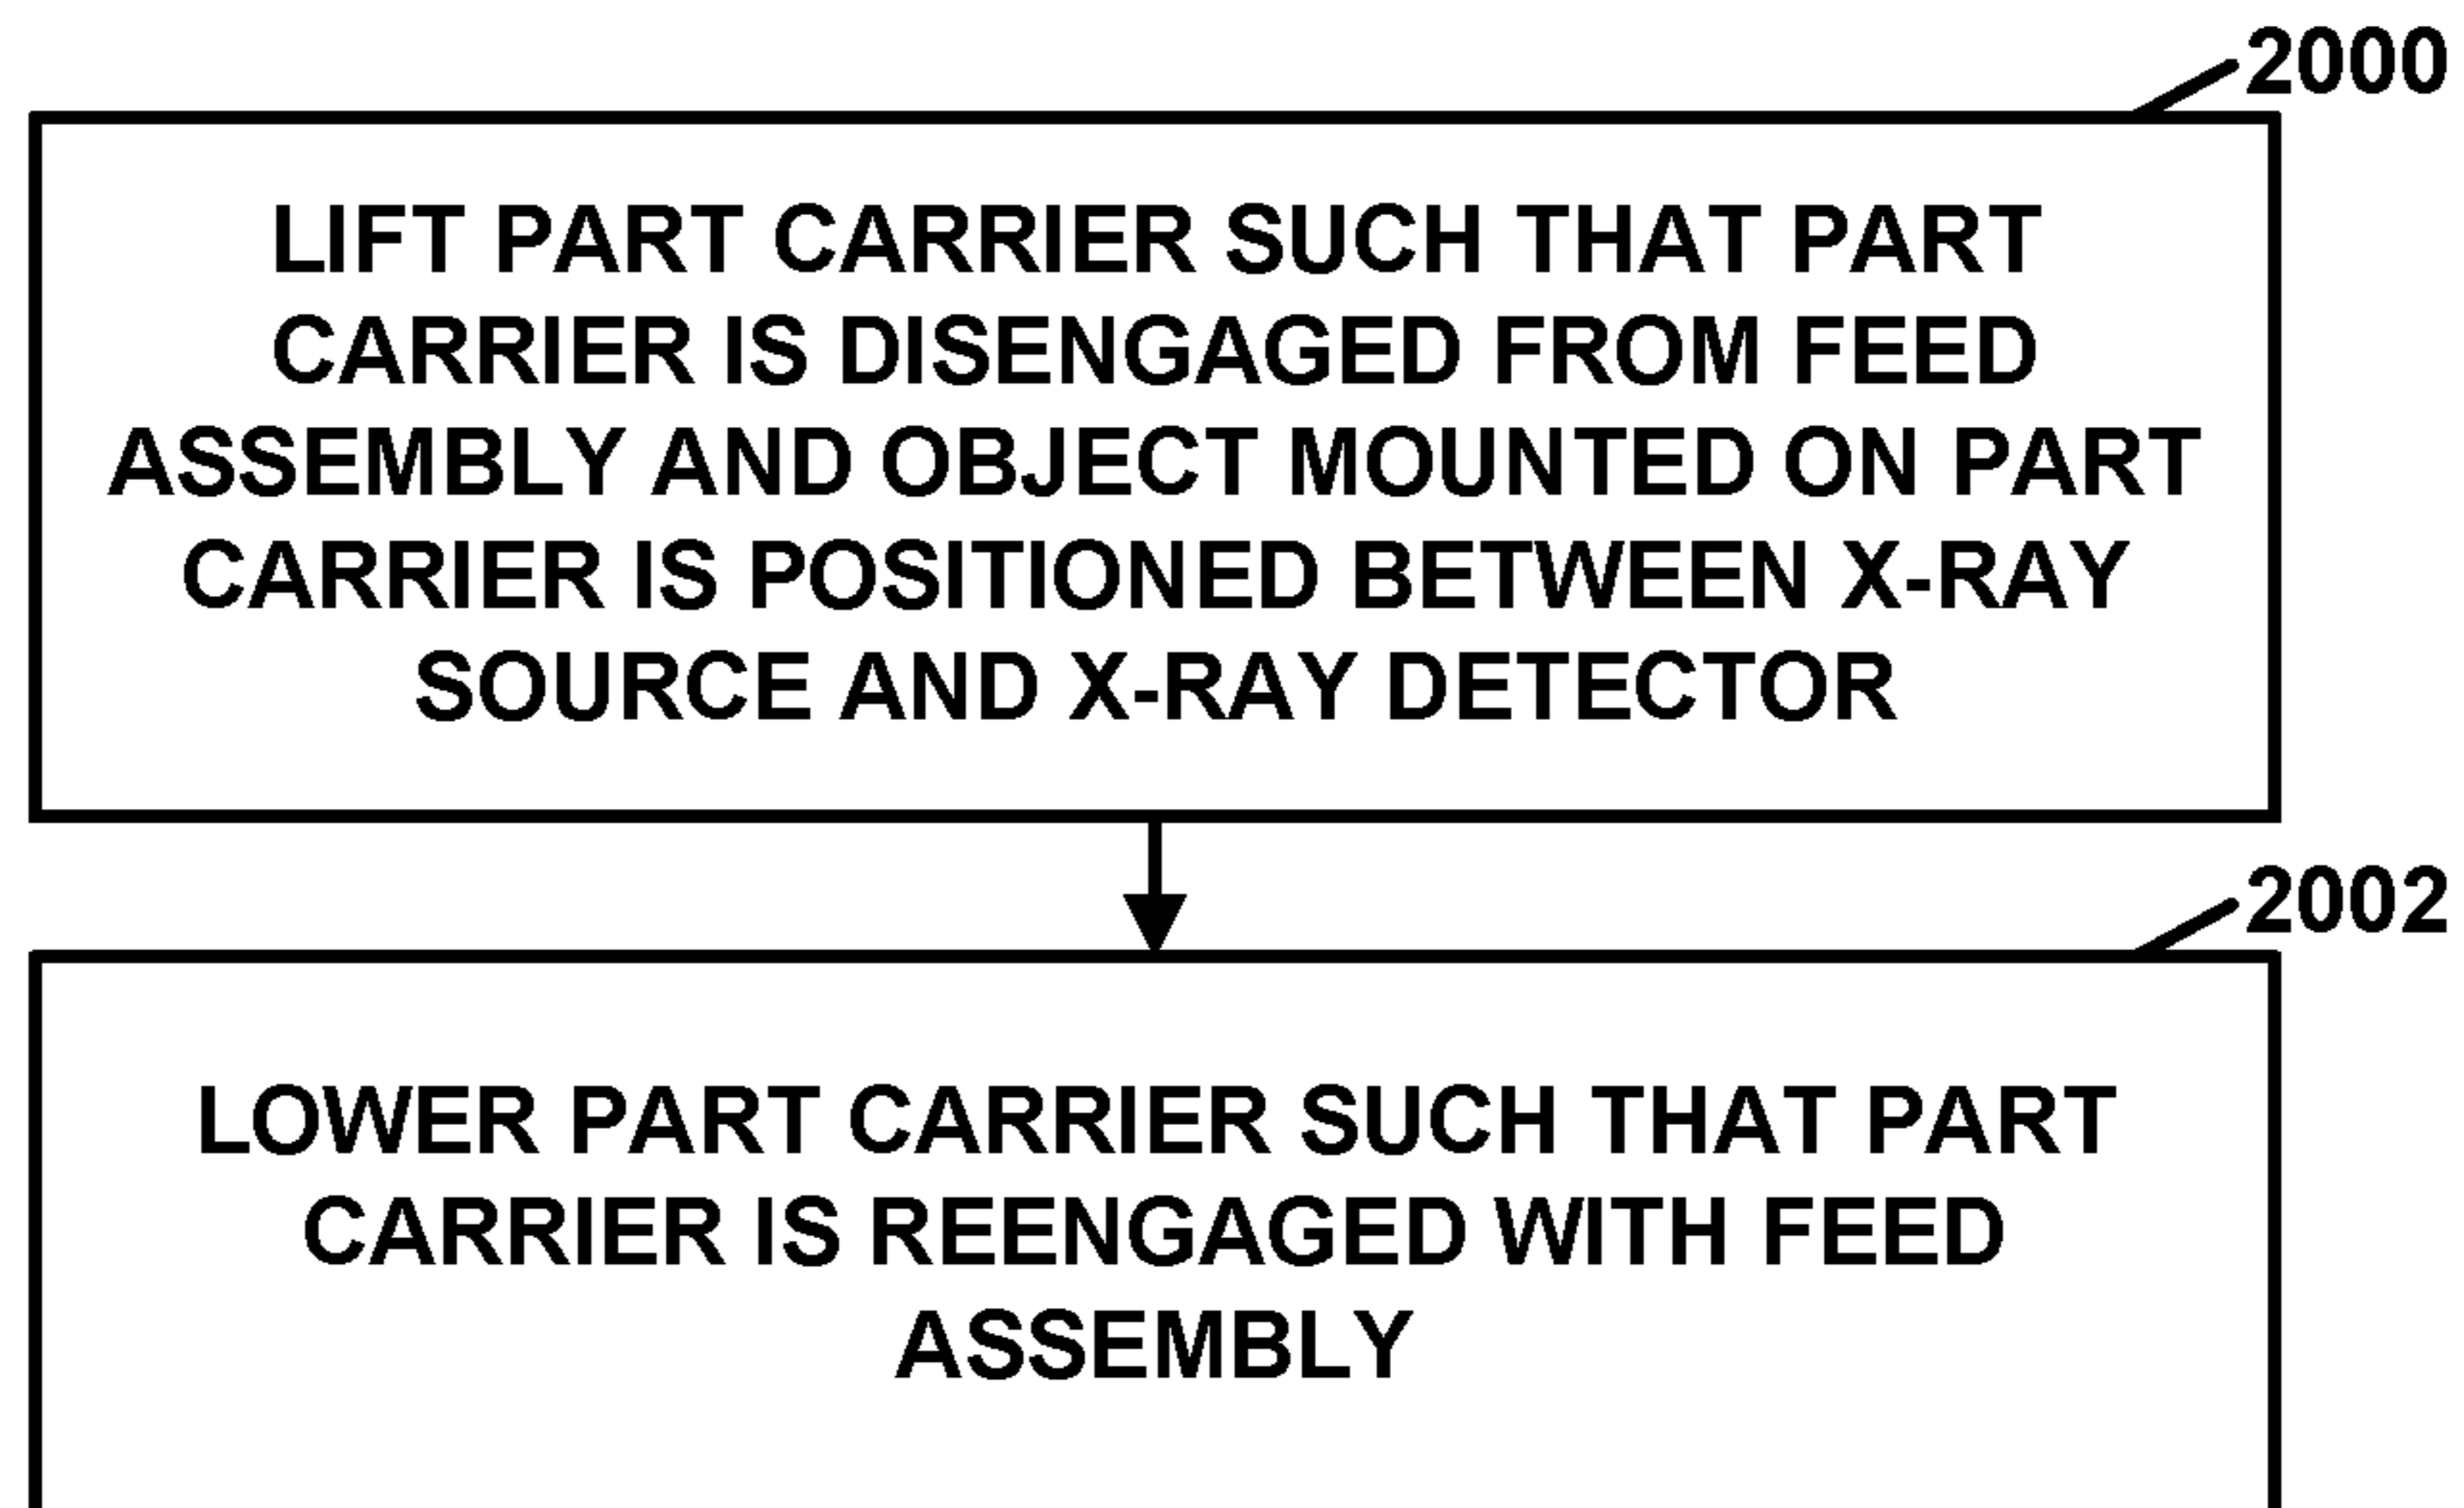 2000
LIFT PART CARRIER SUCH THAT PART
CARRIER IS DISENGAGED FROM FEED
ASSEMBLY AND OBJECT MOUNTED ON PART
CARRIER IS POSITIONED BETWEEN X-RAY
SOURCE AND X-RAY DETECTOR
2002
LOWER PART CARRIER SUCH THAT PART
CARRIER IS REENGAGED WITH FEED
ASSEMBLY